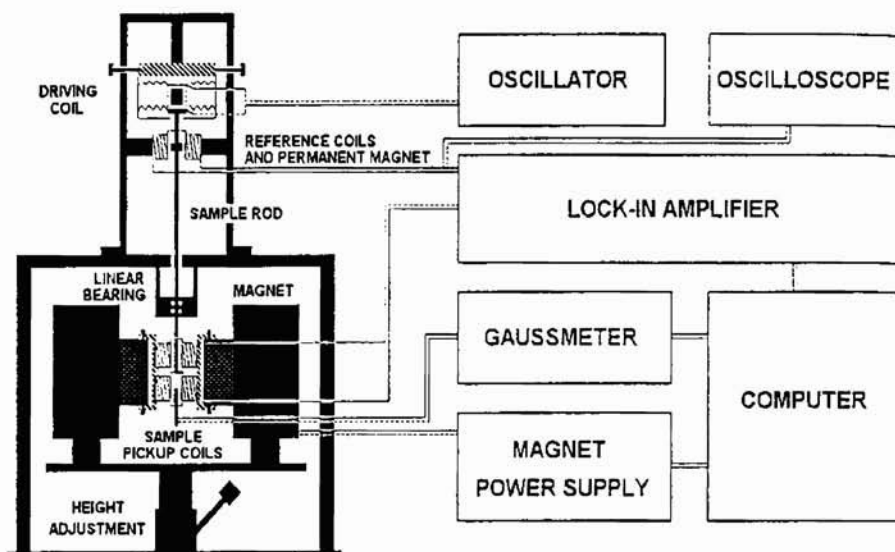 DRIVING
COIL
OSCILLATOR
OSCILLOSCOPE
REFERENCE COILS
AND PERMANENT MAGNET
SAMPLE ROD
LOCK-IN AMPLIFIER
LINEAR
BEARING
MAGNET
GAUSSMETER
COMPUTER
SAMPLE
PICKUP COILS
MAGNET
POWER SUPPLY
HEIGHT
ADJUSTMENT